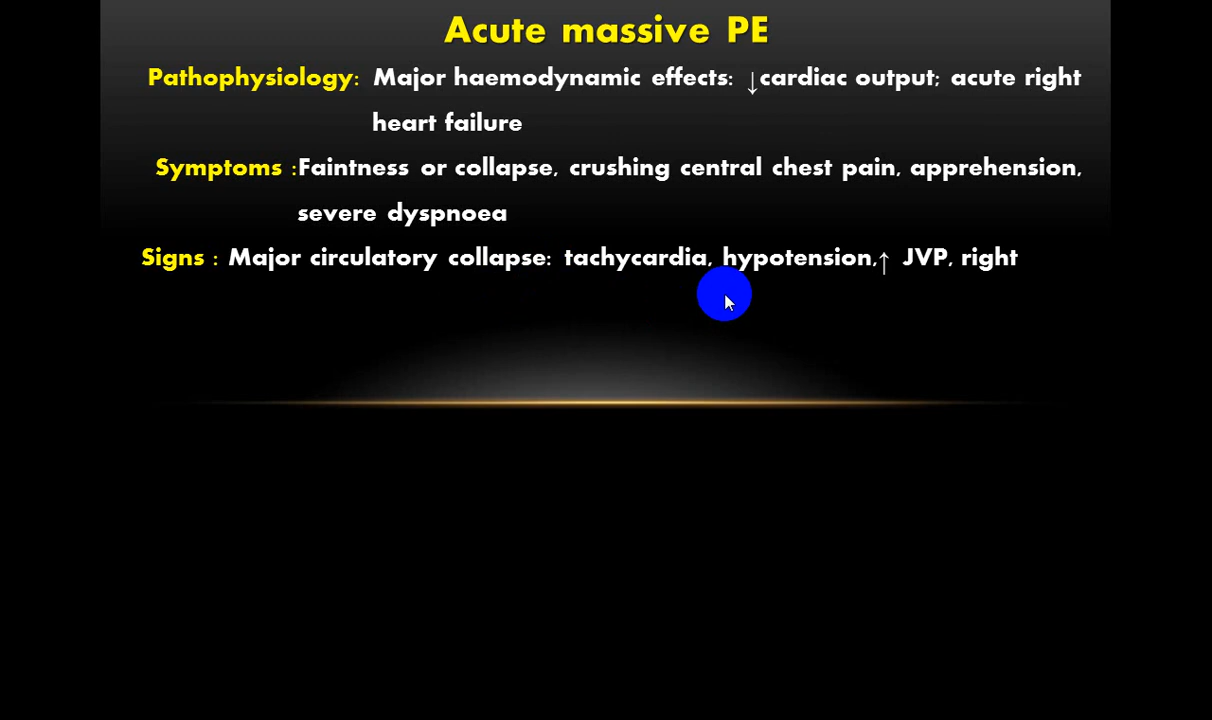 Acute massive PE
Pathophysiology: Major haemodynamic effects: ↓cardiac output; acute right
heart failure
Symptoms :Faintness or collapse, crushing central chest pain, apprehension,
severe dyspnoea
Signs : Major circulatory collapse: tachycardia, hypotension,↑ JVP, right